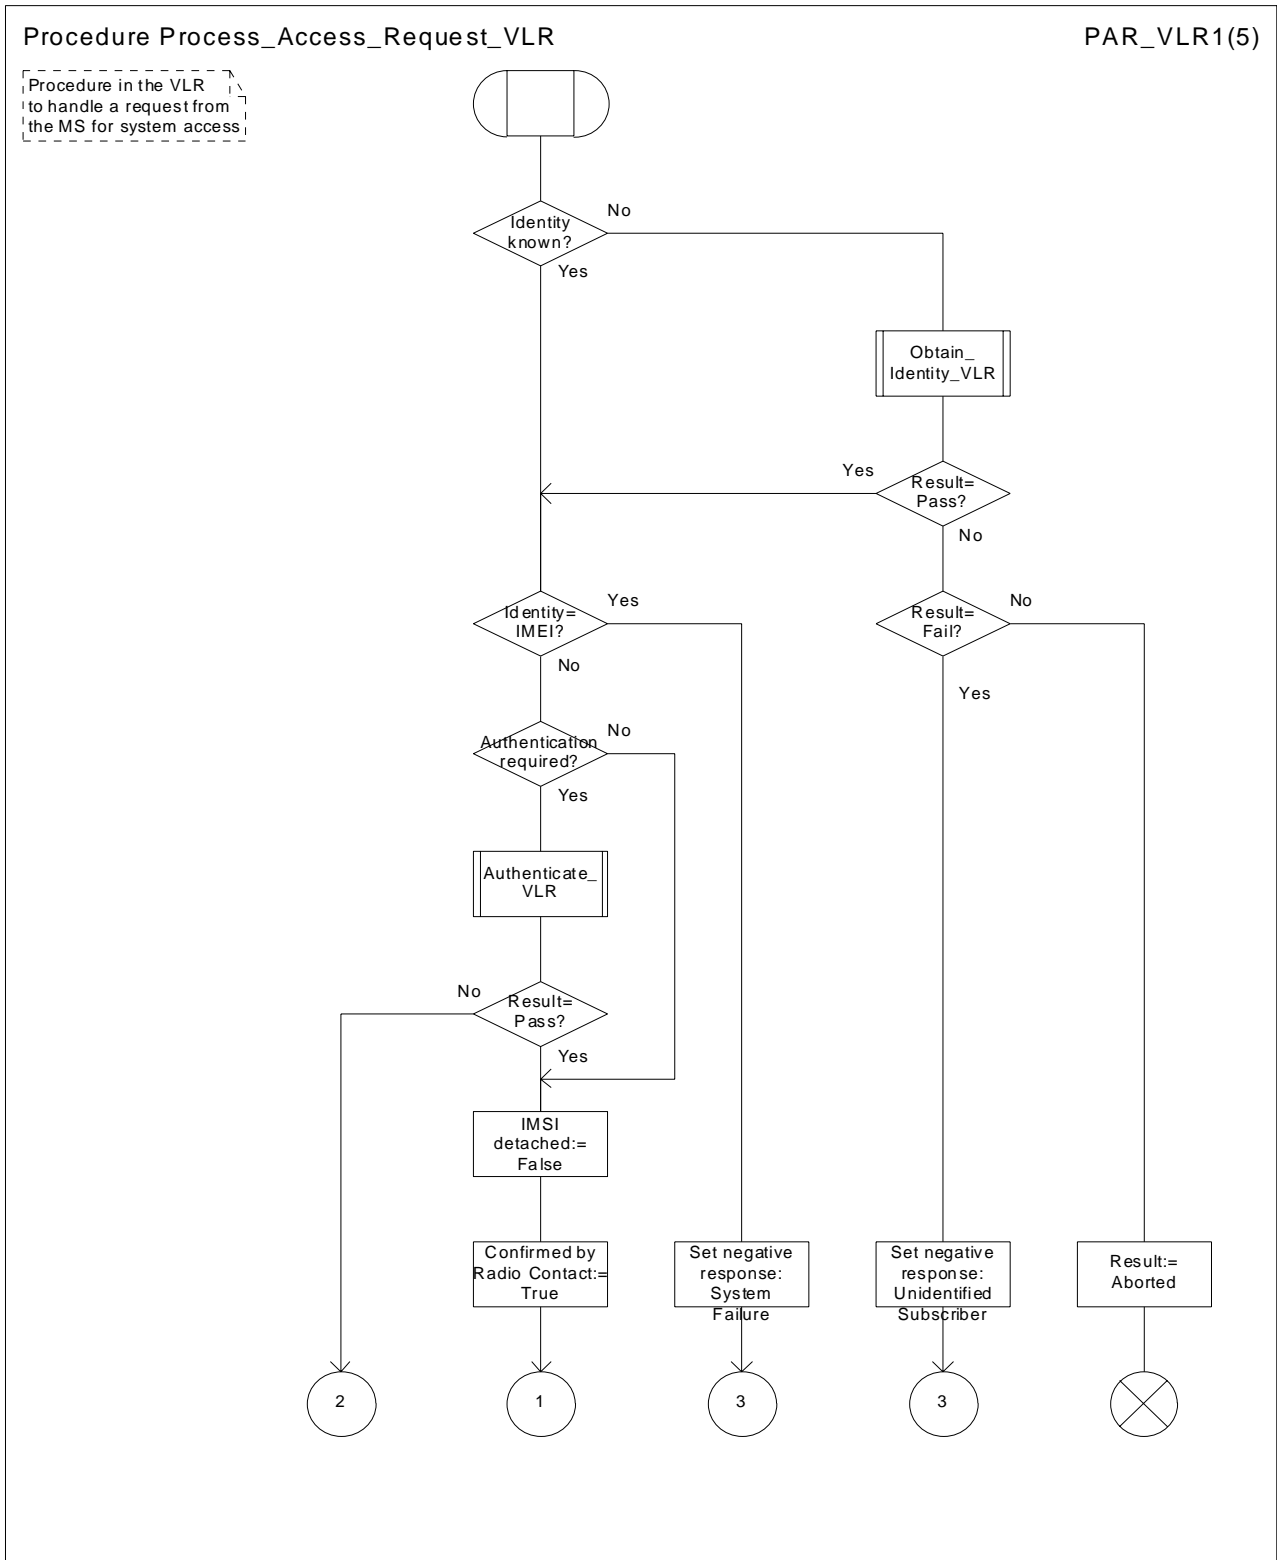 Procedure Process_Access_Request_VLR
PAR_VLR1(5)
Procedure in the VLR
to handle a request from
the MS for system access
Identity
known?
No
Yes
Obtain_
Identity_VLR
Yes
Result=
Pass?
No
Identity=
IMEI?
Yes
No
Result=
Fail?
No
Yes
Authentication
required?
No
Yes
Authenticate_
VLR
No
Result=
Pass?
Yes
IMSI
detached:=
False
Confirmed by
Radio Contact:=
True
Set negative
response:
System
Failure
Set negative
response:
Unidentified
Subscriber
Result:=
Aborted
2
1
3
3